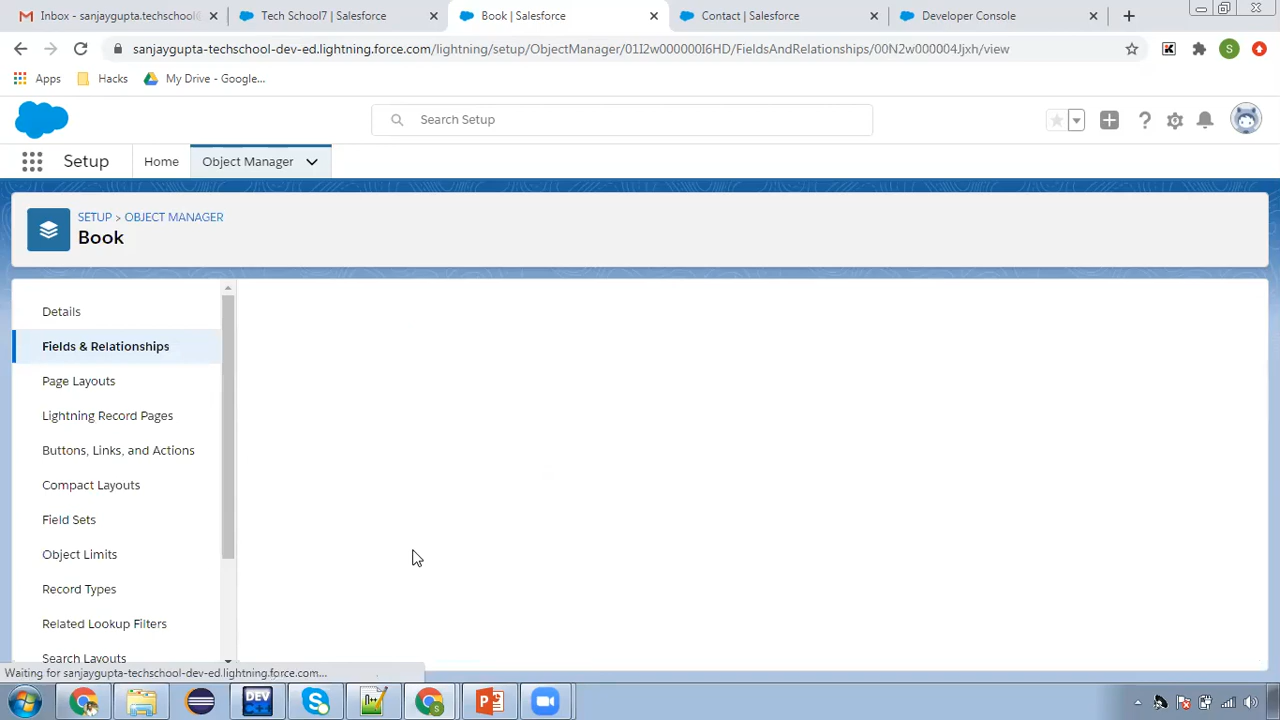 Inbox - sanjaygupta.techschool
Tech School7 | Salesforce
Book | Salesforce
Contact | Salesforce
Developer Console
sanjaygupta-techschool-dev-ed.lightning.force.com/lightning/setup/ObjectManager/01I2w000000I6HD/FieldsAndRelationships/00N2w000004Jjxh/view
Apps
Hacks
My Drive - Google...
Search Setup
Setup
Home
Object Manager
SETUP > OBJECT MANAGER
Book
Details
Fields & Relationships
Page Layouts
Lightning Record Pages
Buttons, Links, and Actions
Compact Layouts
Field Sets
Object Limits
Record Types
Related Lookup Filters
Search Layouts
Waiting for sanjaygupta-techschool-dev-ed.lightning.force.com...